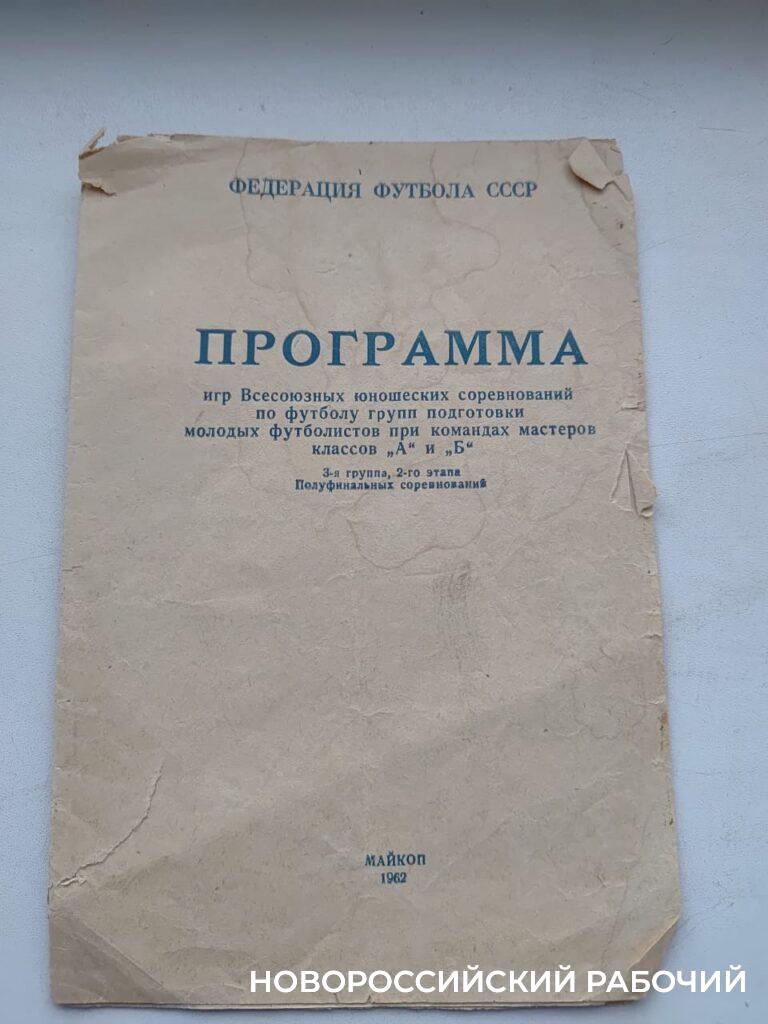 ФЕДЕРАЦИЯ ФУТБОЛА СССР
ПРОГРАММА
игр Всесоюзных юношеских соревнований
по футболу групп подготовки
молодых футболистов при командах мастеров
классов „А“ и „Б“
3-я группа, 2-го этапа
Полуфинальных соревнований
МАЙКОП
1962
НОВОРОССИЙСКИЙ РАБОЧИЙ